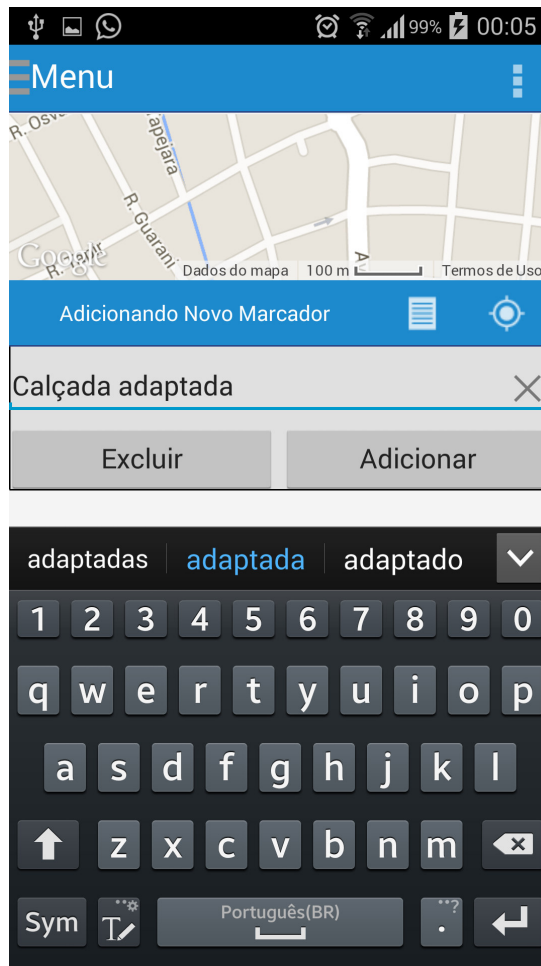 99% 00:05
Menu
R. Osv
apejara
R. Guarani
Google
Dados do mapa 100 m Termos de Uso
Av
Adicionando Novo Marcador
Calçada adaptada
Excluir Adicionar
adaptadas adaptada adaptado
1 2 3 4 5 6 7 8 9 0
q w e r t y u i o p
a s d f g h j k l
z x c v b n m
Sym T Português(BR) ..? .